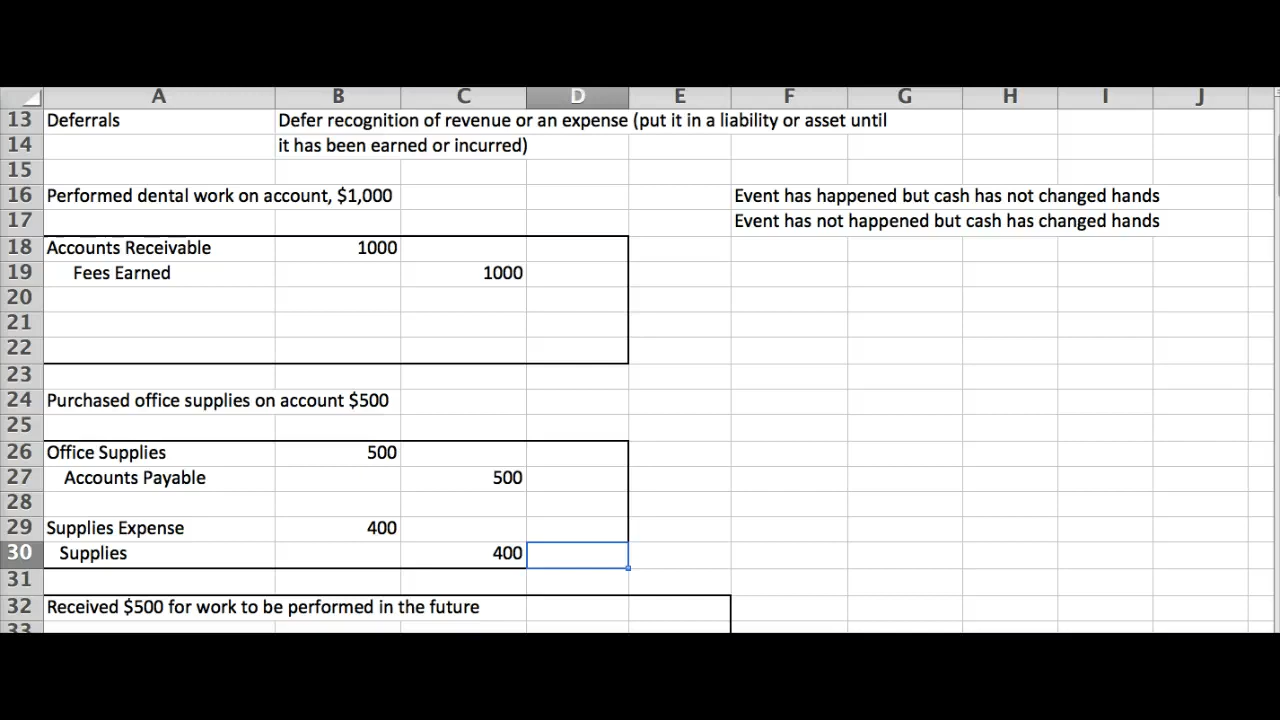 A B C D E F G H I J
13 Deferrals Defer recognition of revenue or an expense (put it in a liability or asset until
14 it has been earned or incurred)
15
16 Performed dental work on account, $1,000 Event has happened but cash has not changed hands
17 Event has not happened but cash has changed hands
18 Accounts Receivable 1000
19 Fees Earned 1000
20
21
22
23
24 Purchased office supplies on account $500
25
26 Office Supplies 500
27 Accounts Payable 500
28
29 Supplies Expense 400
30 Supplies 400
31
32 Received $500 for work to be performed in the future
33